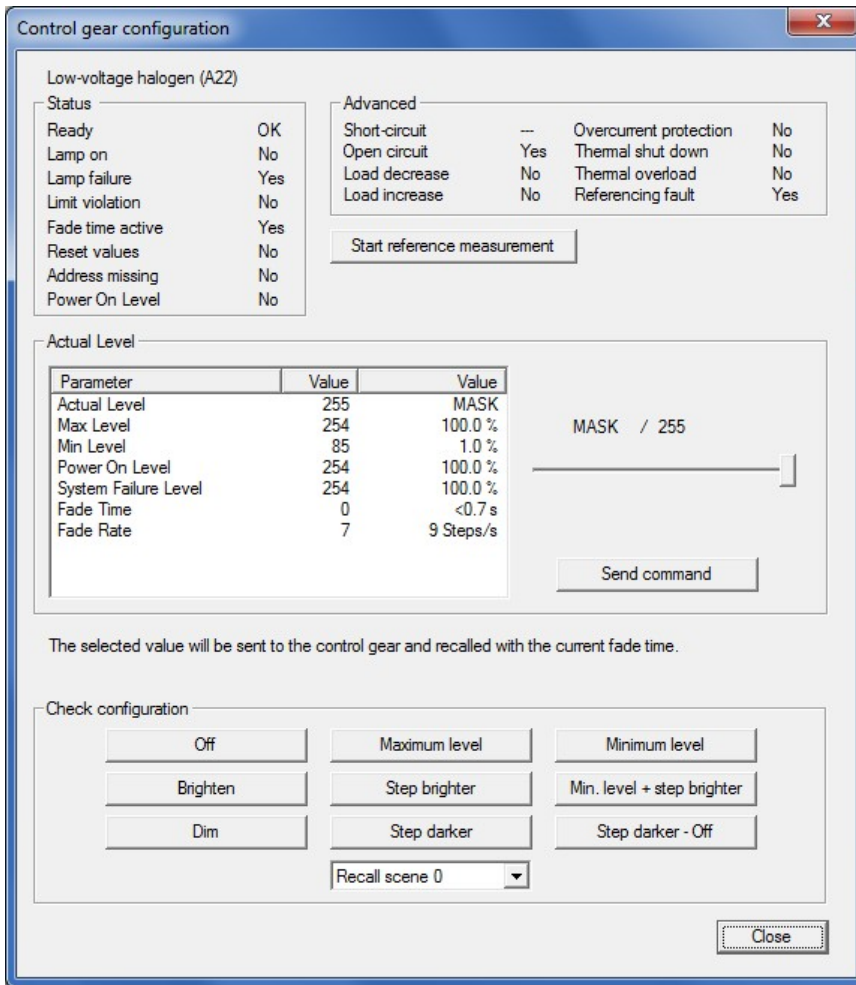 Control gear configuration
Low-voltage halogen (A22)
Status
Ready OK
Lamp on No
Lamp failure Yes
Limit violation No
Fade time active Yes
Reset values No
Address missing No
Power On Level No
Advanced
Short-circuit --- Overcurrent protection No
Open circuit Yes Thermal shut down No
Load decrease No Thermal overload No
Load increase No Referencing fault Yes
Start reference measurement
Actual Level
Parameter Value Value
Actual Level 255 MASK
Max Level 254 100.0 %
Min Level 85 1.0 %
Power On Level 254 100.0 %
System Failure Level 254 100.0 %
Fade Time 0 <0.7 s
Fade Rate 7 9 Steps/s
MASK / 255
Send command
The selected value will be sent to the control gear and recalled with the current fade time.
Check configuration
Off Maximum level Minimum level
Brighten Step brighter Min. level + step brighter
Dim Step darker Step darker - Off
Recall scene 0
Close